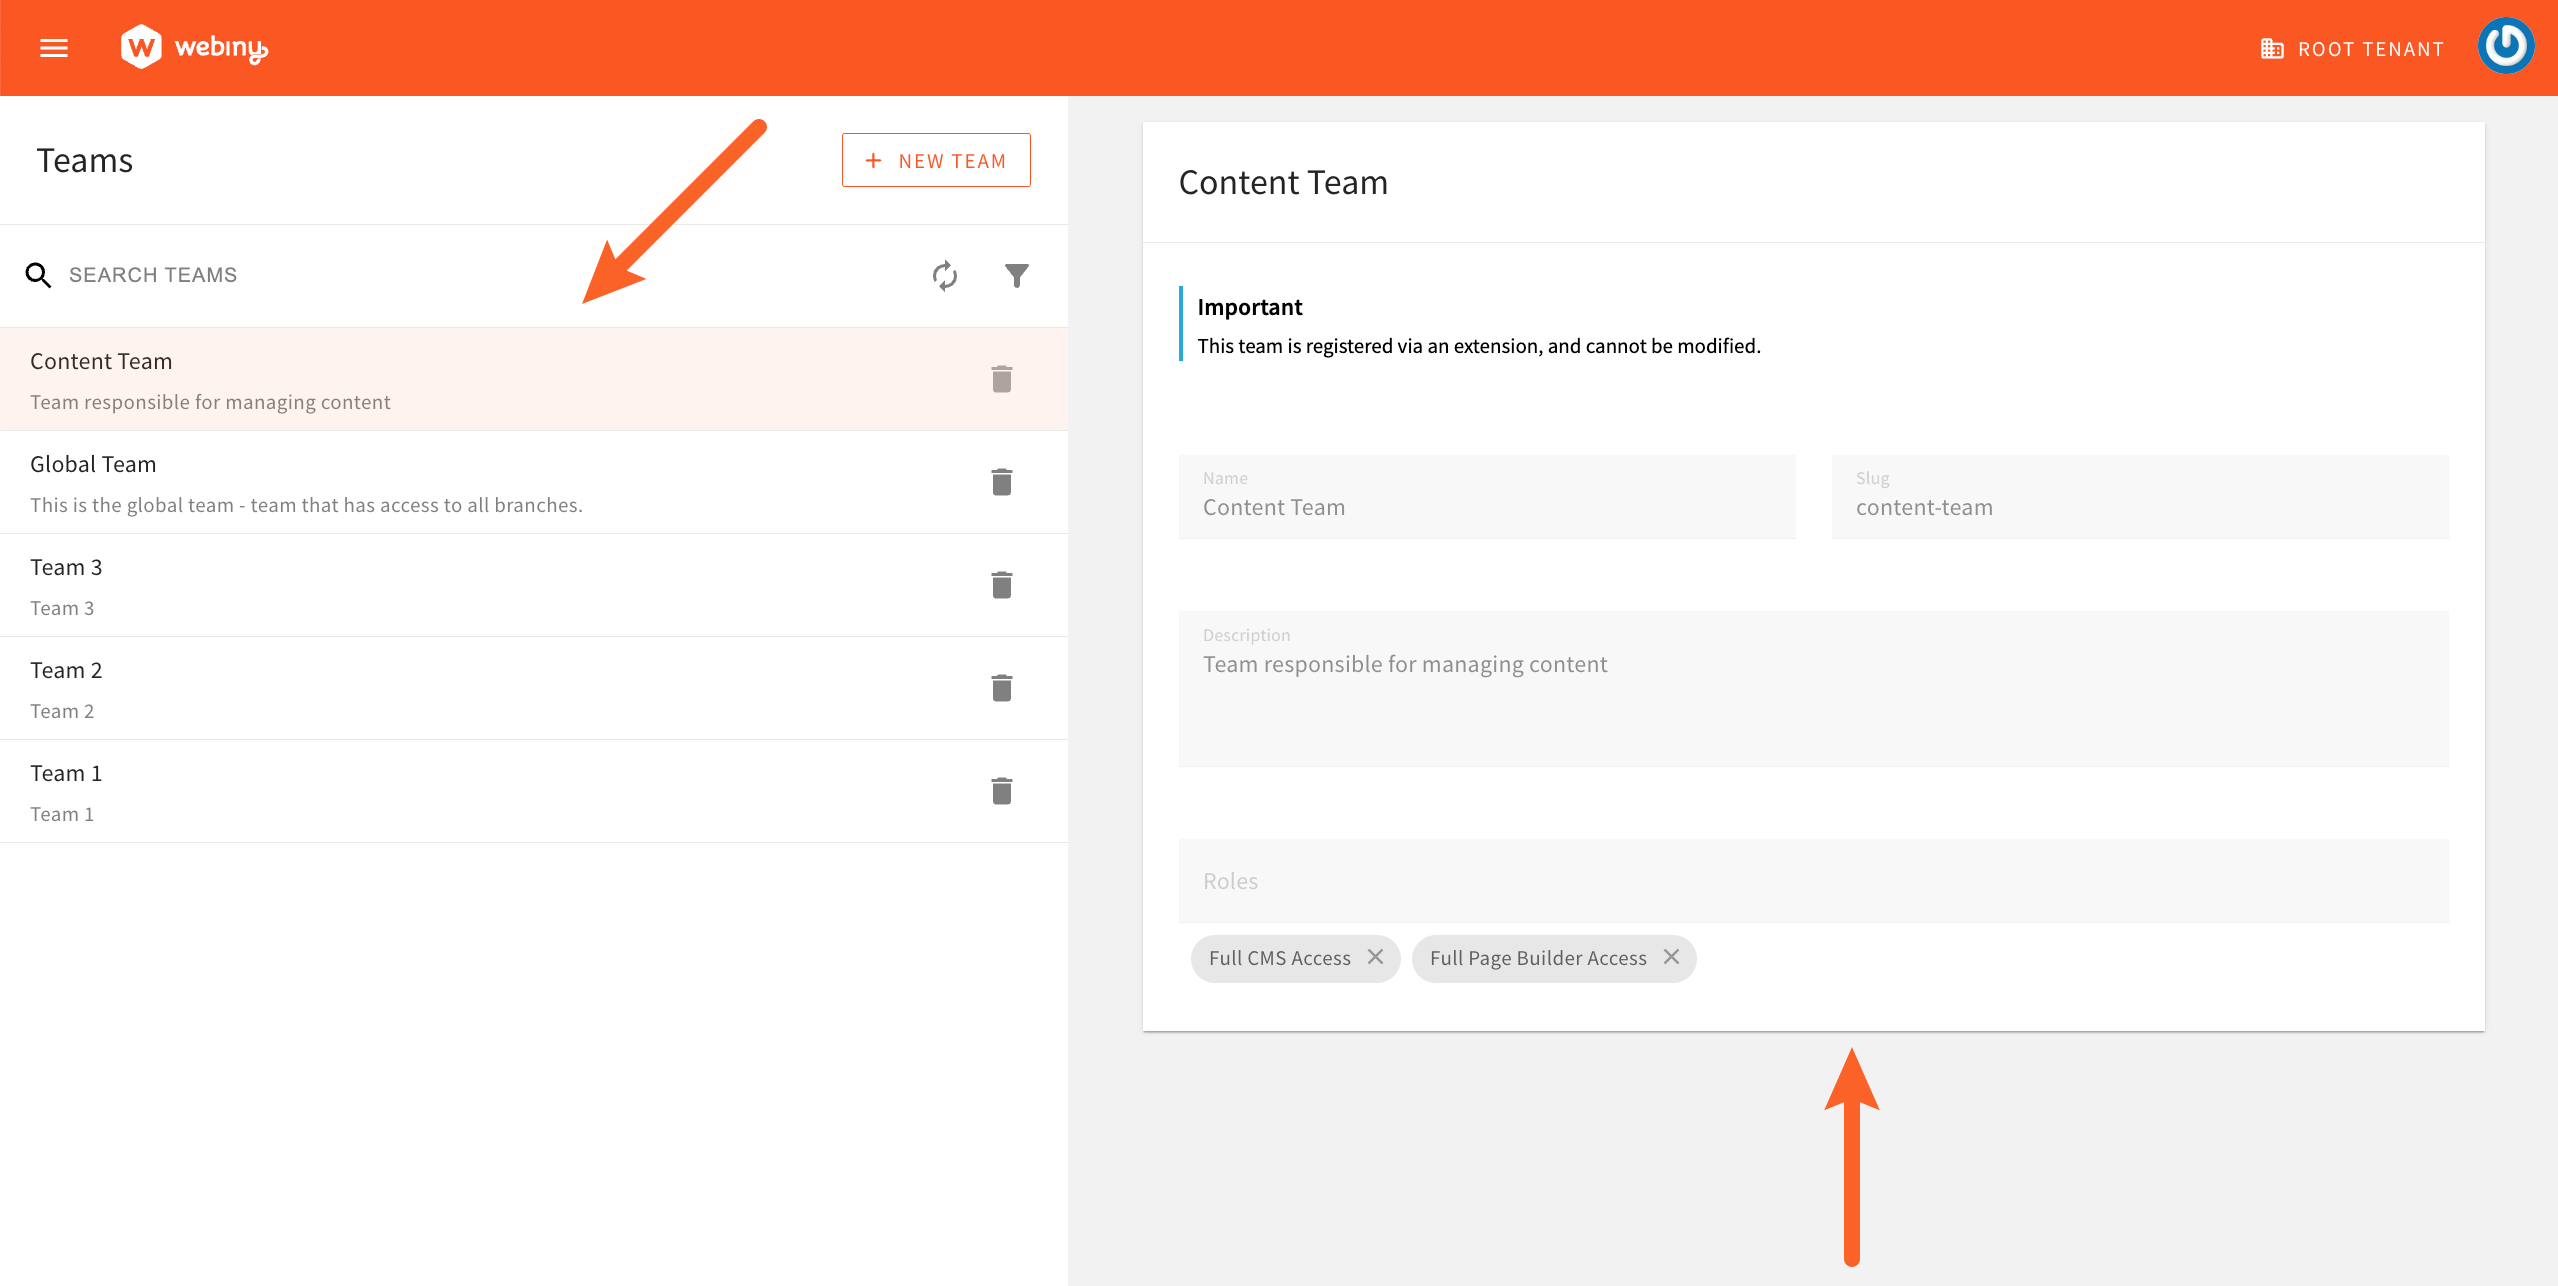 webiny
ROOT TENANT
Teams
+ NEW TEAM
SEARCH TEAMS
Content Team
Team responsible for managing content
Global Team
This is the global team - team that has access to all branches.
Team 3
Team 3
Team 2
Team 2
Team 1
Team 1
Content Team
Important
This team is registered via an extension, and cannot be modified.
Name
Content Team
Slug
content-team
Description
Team responsible for managing content
Roles
Full CMS Access
Full Page Builder Access